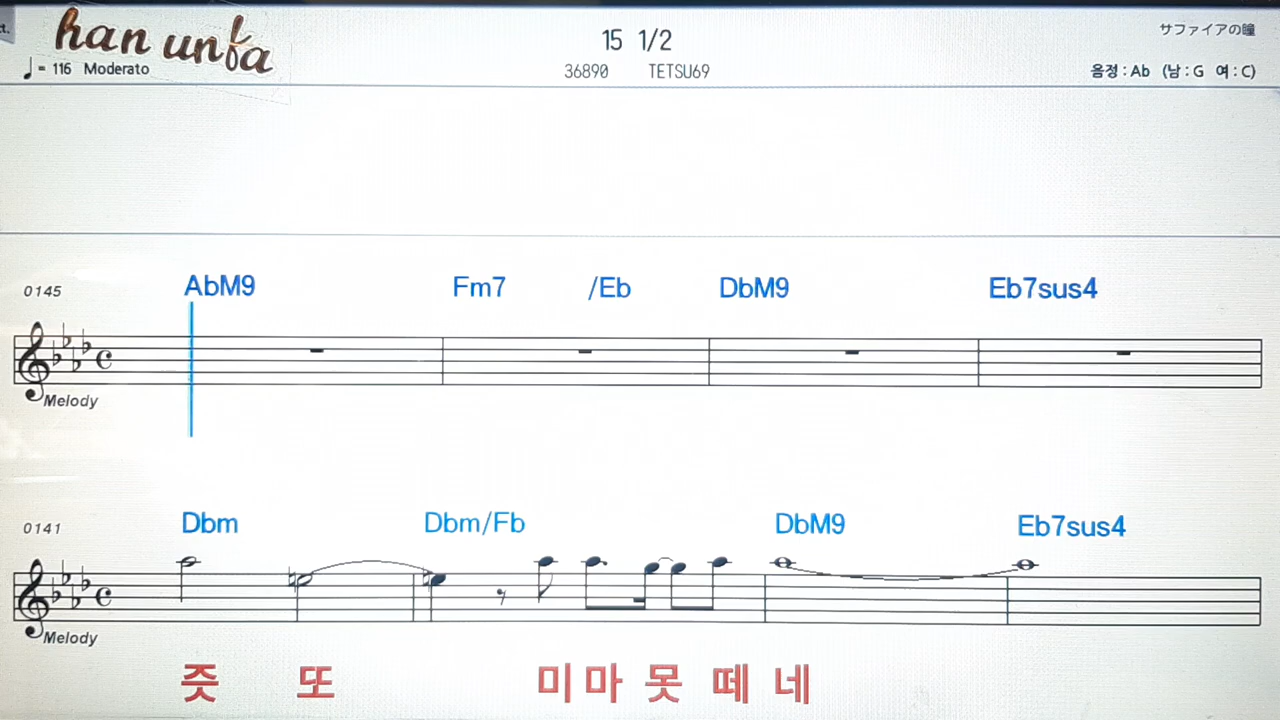 han unfa
15 1/2
サファイアの瞳
♩= 116 Moderato
36890 TETSU69
음정 : Ab (남 : G 여 : C)
0145 AbM9 Fm7 /Eb DbM9 Eb7sus4
Melody
0141 Dbm Dbm/Fb DbM9 Eb7sus4
Melody
즛 또 미 마 못 떼 네